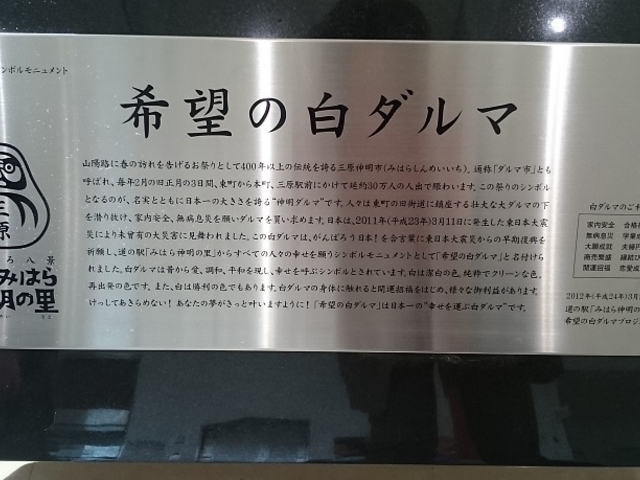 ンボルモニュメント
希望の白ダルマ
山陽路に春の訪れを告げるお祭りとして400年以上の伝統を誇る三原神明市(みはらしんめいいち)。通称「ダルマ市」とも
呼ばれ、毎年2月の旧正月の3日間、東町から本町、三原駅前にかけて延約30万人の人出で賑わいます。この祭りのシンボル
となるのが、名実とともに日本一の大きさを誇る“神明ダルマ”です。人々は東町の旧街道に鎮座する壮大な大ダルマの下
を潜り抜け、家内安全、無病息災を願いダルマを買い求めます。日本は、2011年(平成23年)3月11日に発生した東日本大震
災により未曾有の大災害に見舞われました。この白ダルマは、がんばろう日本!を合言葉に東日本大震災からの早期復興を
祈願し、道の駅「みはら神明の里」からすべての人々の幸せを願うシンボルモニュメントとして「希望の白ダルマ」と名付けら
れました。白ダルマは昔から愛、調和、平和を現し、幸せを呼ぶシンボルとされています。白は潔白の色、純粋でクリーンな色、
再出発の色です。また、白は勝利の色でもあります。白ダルマの身体に触れると開運招福をはじめ、様々な御利益があります。
けっしてあきらめない! あなたの夢がきっと叶いますように!「希望の白ダルマ」は日本一の“幸せを運ぶ白ダルマ”です。
三原
ろ八景
みはら
明の里
白ダルマのご利
家内安全 合格
無病息災 学業
大願成就 夫婦円
商売繁盛 縁結び
開運招福 恋愛成
2012年(平成24年)3月
道の駅「みはら神明の
希望の白ダルマプロジ